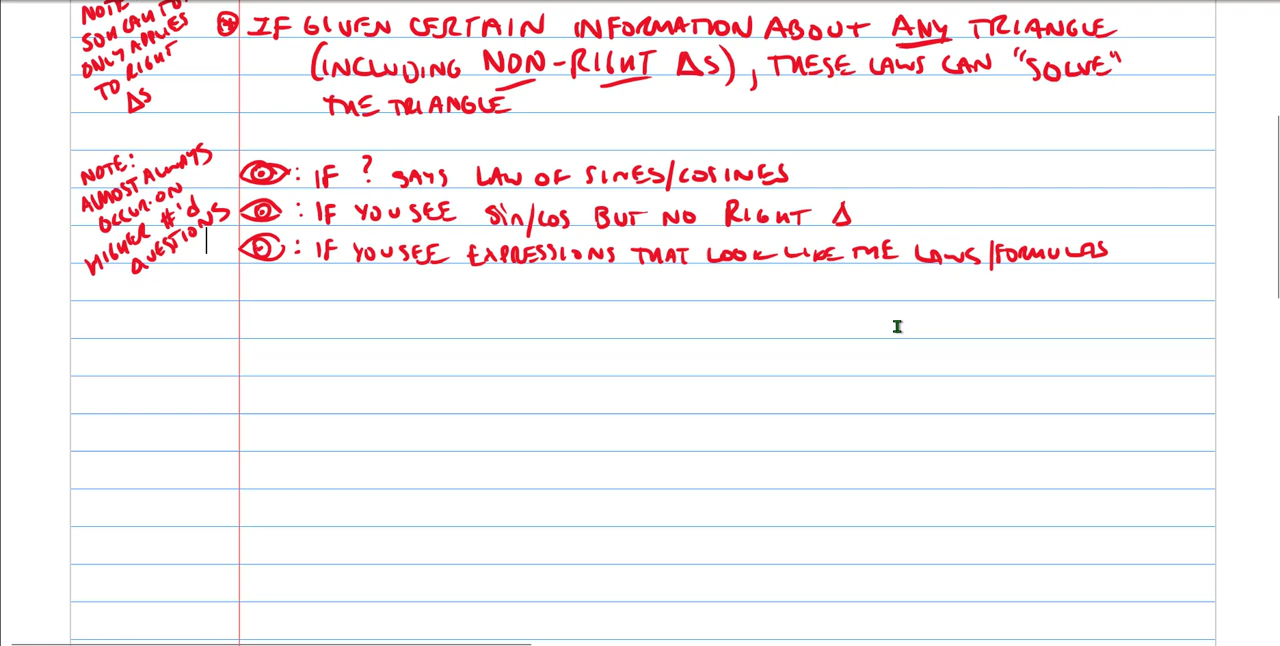 NOTE
SOH CAH TO
ONLY APPLIES
TO RIGHT
ΔS
IF GIVEN CERTAIN INFORMATION ABOUT ANY TRIANGLE
(INCLUDING NON-RIGHT ΔS), THESE LAWS CAN "SOLVE"
THE TRIANGLE
NOTE:
ALMOST ALWAYS
OCCUR ON
HIGHER #'d
QUESTIONS
: IF ? SAYS LAW OF SINES/COSINES
: IF YOU SEE Sin/cos BUT NO RIGHT Δ
: IF YOU SEE EXPRESSIONS THAT LOOK LIKE THE LAWS/FORMULAS